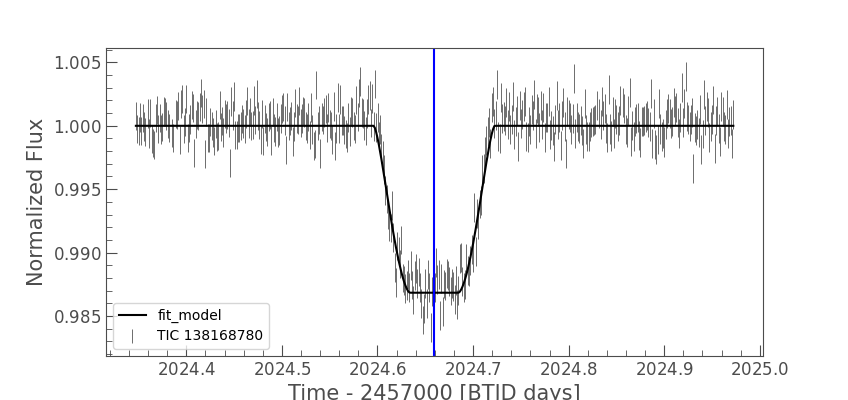 1.005
1.000
0.995
0.990
0.985
Normalized Flux
fit_model
TIC 138168780
2024.4 2024.5 2024.6 2024.7 2024.8 2024.9 2025.0
Time - 2457000 [BTJD days]